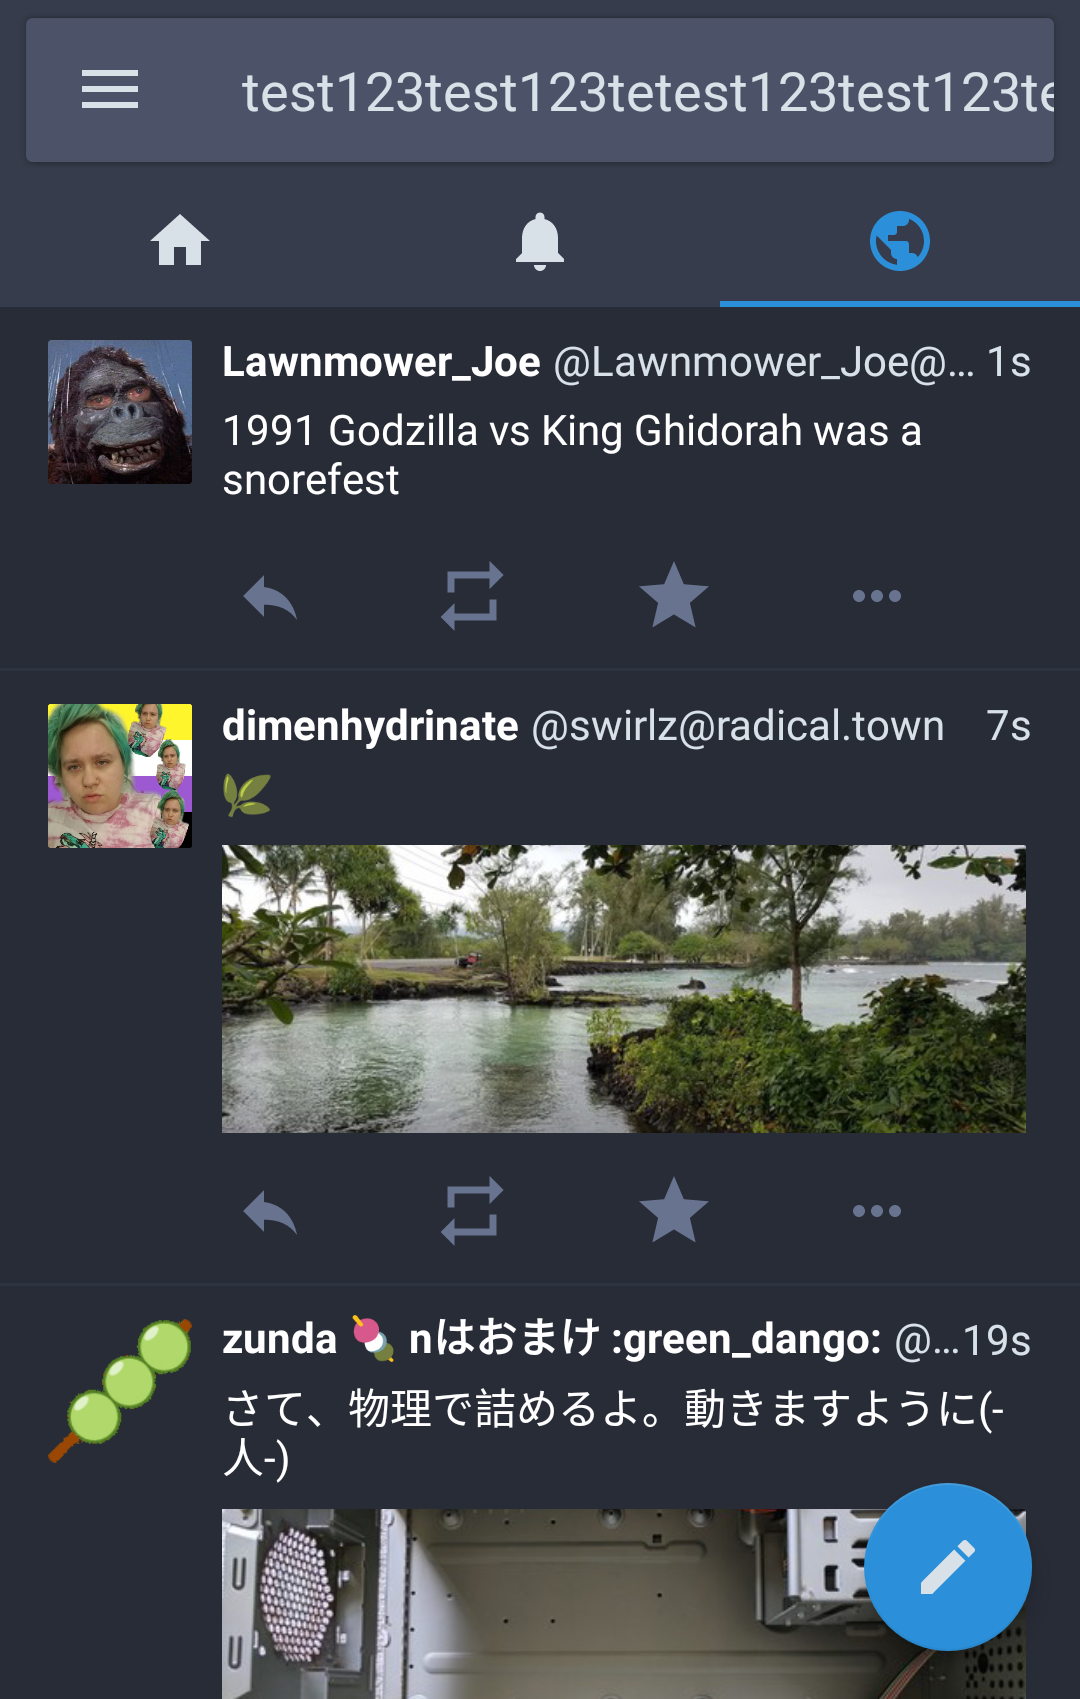 test123test123tetest123test123te
Lawnmower_Joe @Lawnmower_Joe@… 1s
1991 Godzilla vs King Ghidorah was a
snorefest
dimenhydrinate @swirlz@radical.town 7s
🌿
zunda 🍡 nはおまけ :green_dango: @…19s
さて、物理で詰めるよ。動きますように(-
人-)